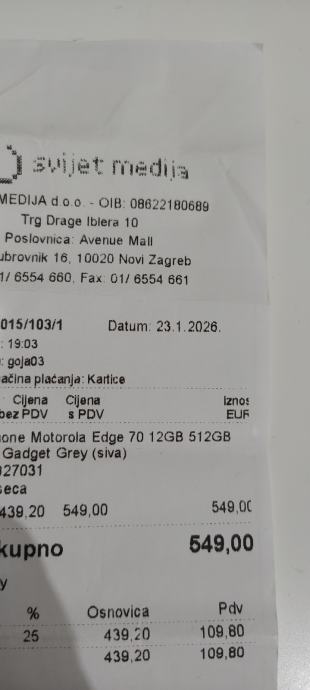 svijet medija
MEDIJA d.o.o. - OIB: 08622180689
Trg Drage Iblera 10
Poslovnica: Avenue Mall
ubrovnik 16, 10020 Novi Zagreb
1/ 6554 660, Fax: 01/ 6554 661
015/103/1 Datum: 23.1.2026.
: 19:03
: goja03
ačina plaćanja: Kartice
Cijena Cijena Iznos
bez PDV s PDV EUR
one Motorola Edge 70 12GB 512GB
Gadget Grey (siva)
027031
seca
439,20 549,00 549,00
kupno 549,00
y
% Osnovica Pdv
25 439,20 109,80
439,20 109,80